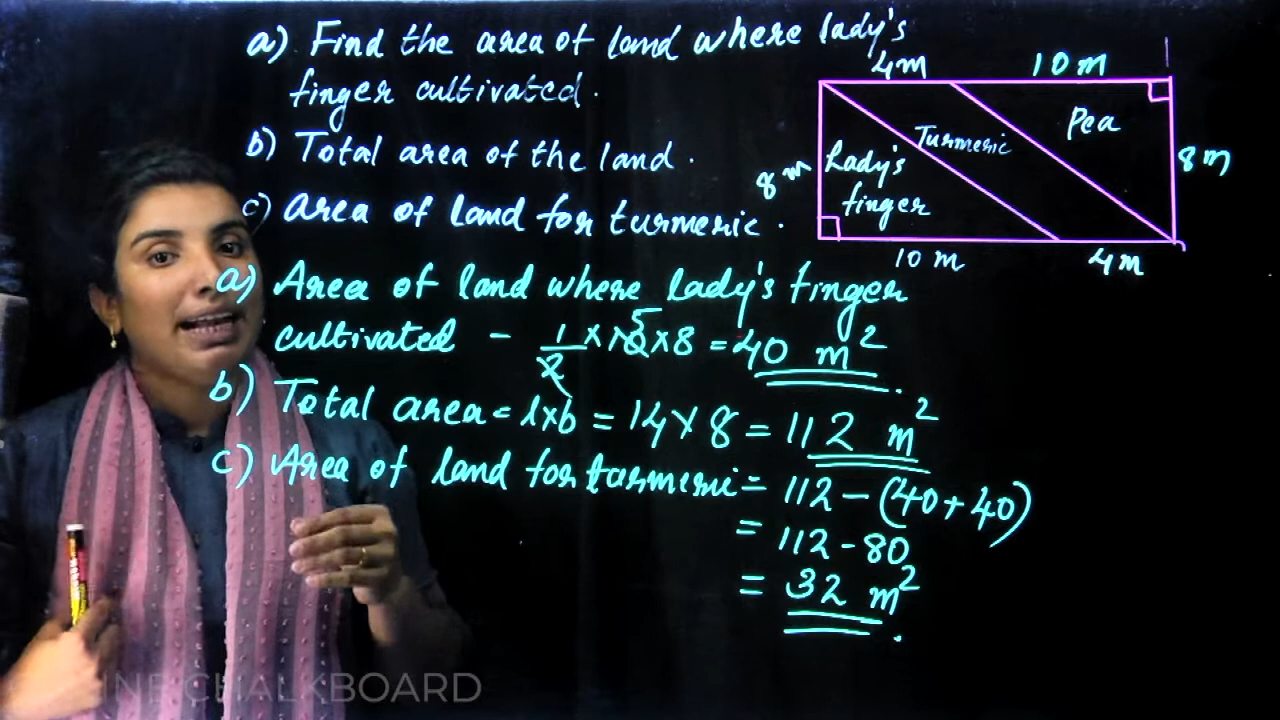 a) Find the area of land where lady's
finger cultivated.
b) Total area of the land.
c) Area of land for turmeric.
4m 10m
8m Lady's
finger
Turmeric
Pea
8m
10m 4m
a) Area of land where lady's finger
cultivated - 1/2 × 10 5 × 8 = 40 m²
b) Total area = l×b = 14 × 8 = 112 m²
c) Area of land for turmeric = 112 - (40 + 40)
= 112 - 80
= 32 m².
CHALKBOARD